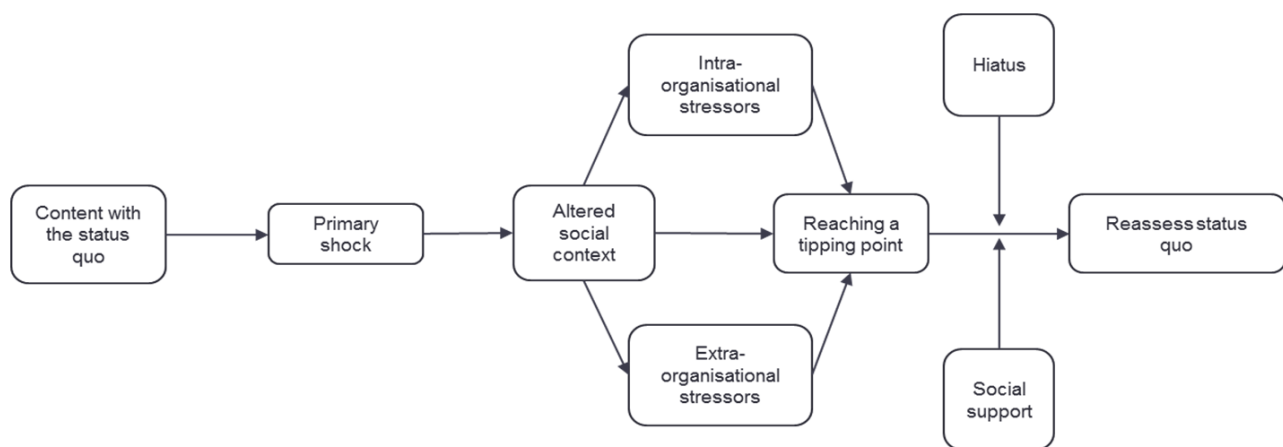 Content with
the status
quo
Primary
shock
Altered
social
context
Intra-
organisational
stressors
Extra-
organisational
stressors
Reaching a
tipping point
Hiatus
Social
support
Reassess status
quo